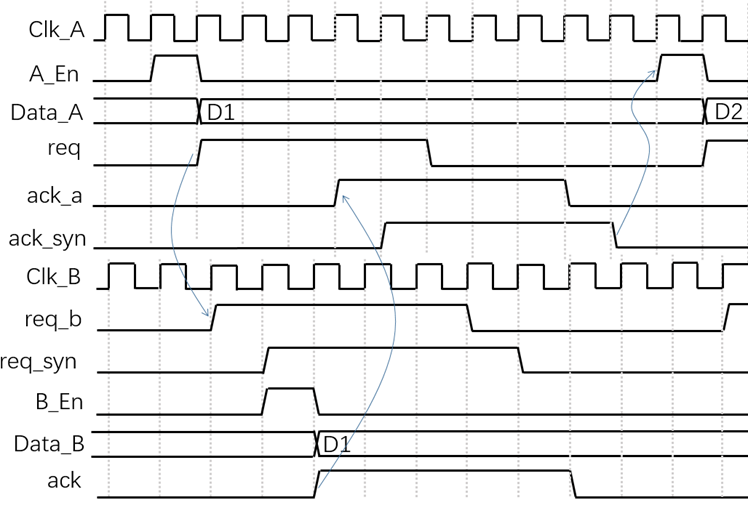 Clk_A
A_En
Data_A D1 D2
req
ack_a
ack_syn
Clk_B
req_b
req_syn
B_En
Data_B D1
ack